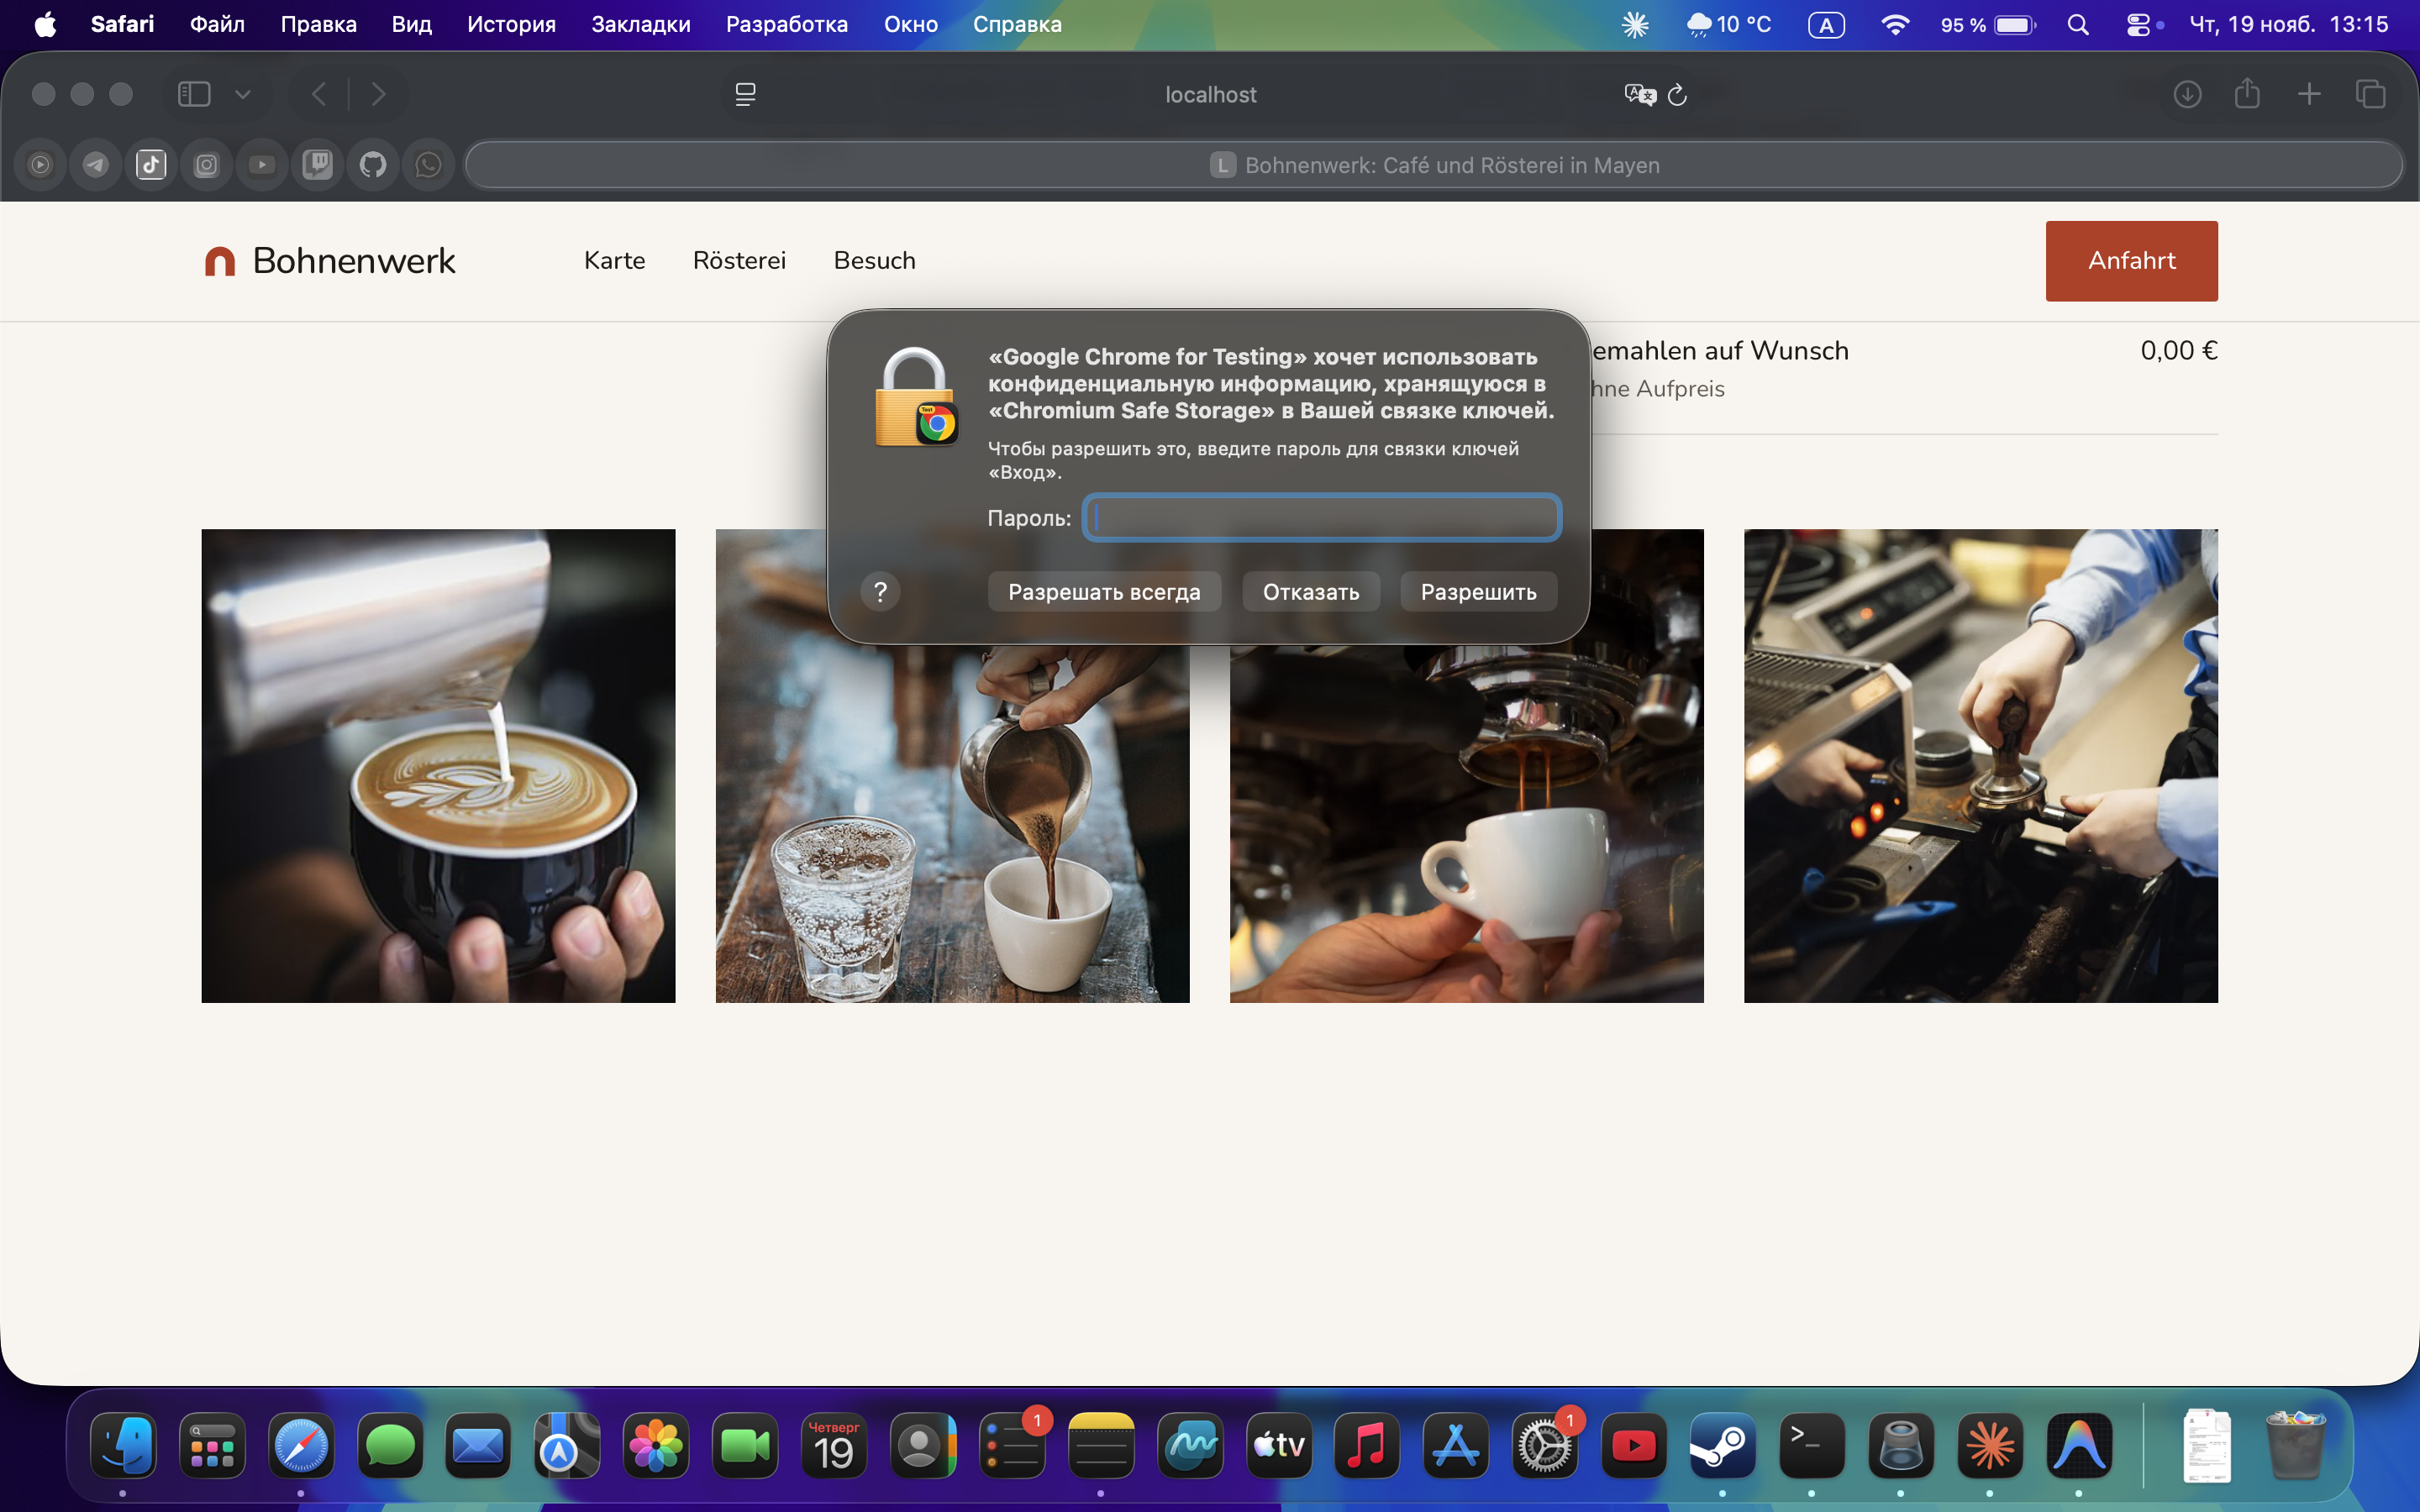 Safari Файл Правка Вид История Закладки Разработка Окно Справка 10 °C A 95 % Чт, 19 нояб. 13:15
localhost
L Bohnenwerk: Café und Rösterei in Mayen
Bohnenwerk Karte Rösterei Besuch Anfahrt
emahlen auf Wunsch 0,00 €
hne Aufpreis
«Google Chrome for Testing» хочет использовать
конфиденциальную информацию, хранящуюся в
«Chromium Safe Storage» в Вашей связке ключей.
Чтобы разрешить это, введите пароль для связки ключей
«Вход».
Пароль:
? Разрешать всегда Отказать Разрешить
Четверг
19
1
tv
1
>_